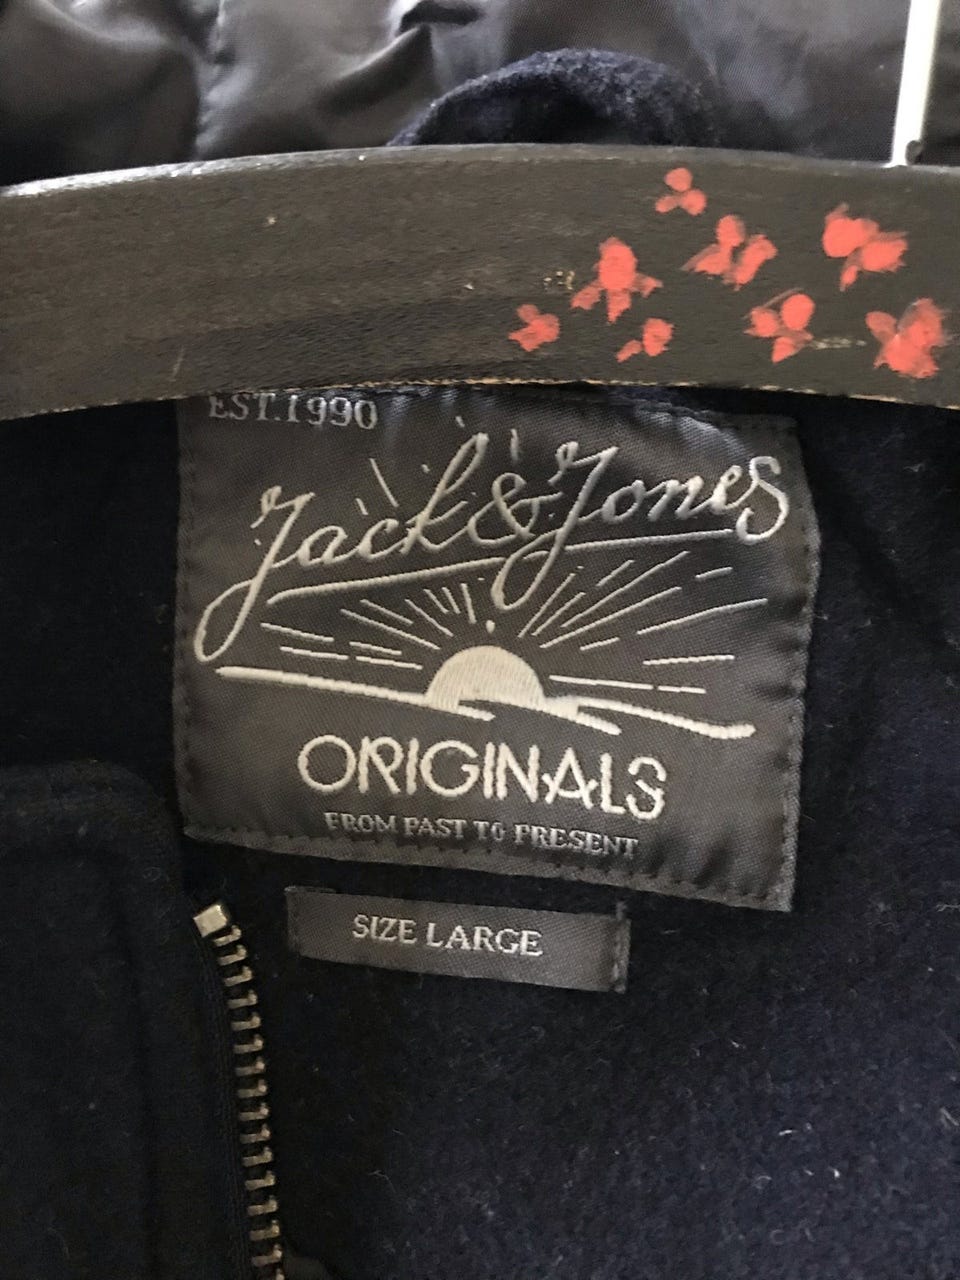 EST.1990
Jack & Jones
ORIGINALS
FROM PAST TO PRESENT
SIZE LARGE